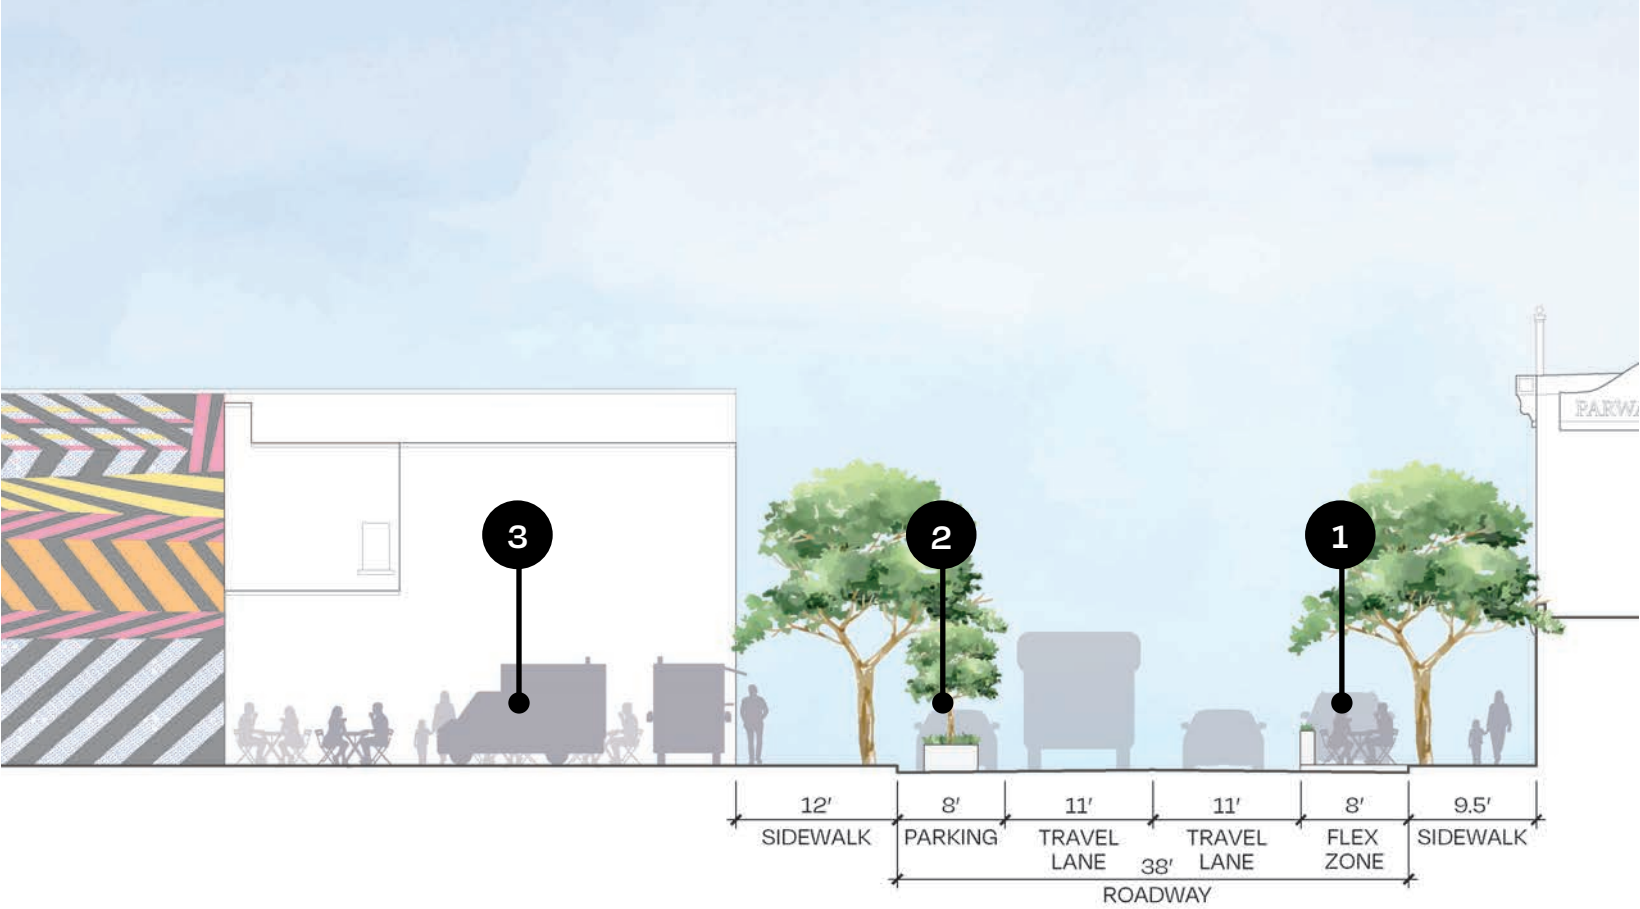 PARWA
3
2
1
12'
8'
11'
11'
8'
9.5'
SIDEWALK
PARKING
TRAVEL
LANE
TRAVEL
LANE
FLEX
ZONE
SIDEWALK
38'
ROADWAY